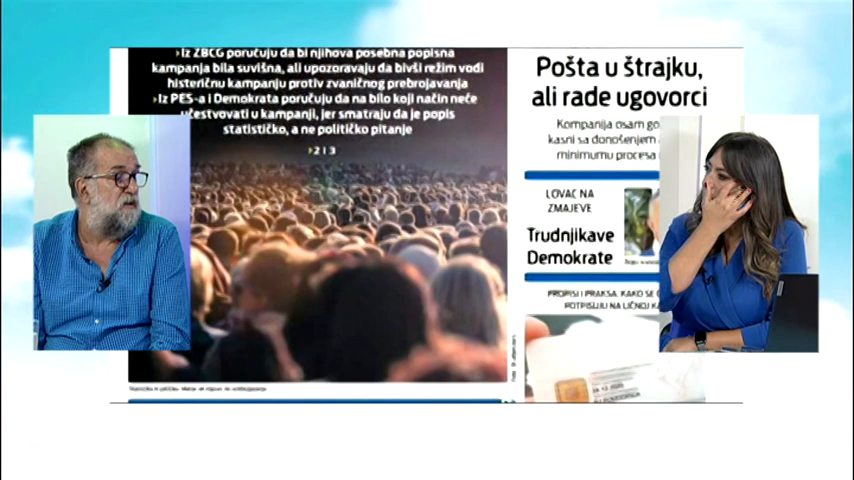 ›Iz ZBCG poručuju da bi njihova posebna popisna
kampanja bila suvišna, ali upozoravaju da bivši režim vodi
histeričnu kampanju protiv zvaničnog prebrojavanja
›Iz PES-a i Demokrata poručuju da na bilo koji način neće
učestvovati u kampanji, jer smatraju da je popis
statističko, a ne političko pitanje
›2 i 3
Pošta u štrajku,
ali rade ugovorci
Kompanija osam
kasni sa donošenjem
minimumu procesa
LOVAC NA
ZMAJEVE
Trudnjikave
Demokrate
PROPISI I PRAKSA: KAKO SE
POTPISUJU NA LIČNOJ